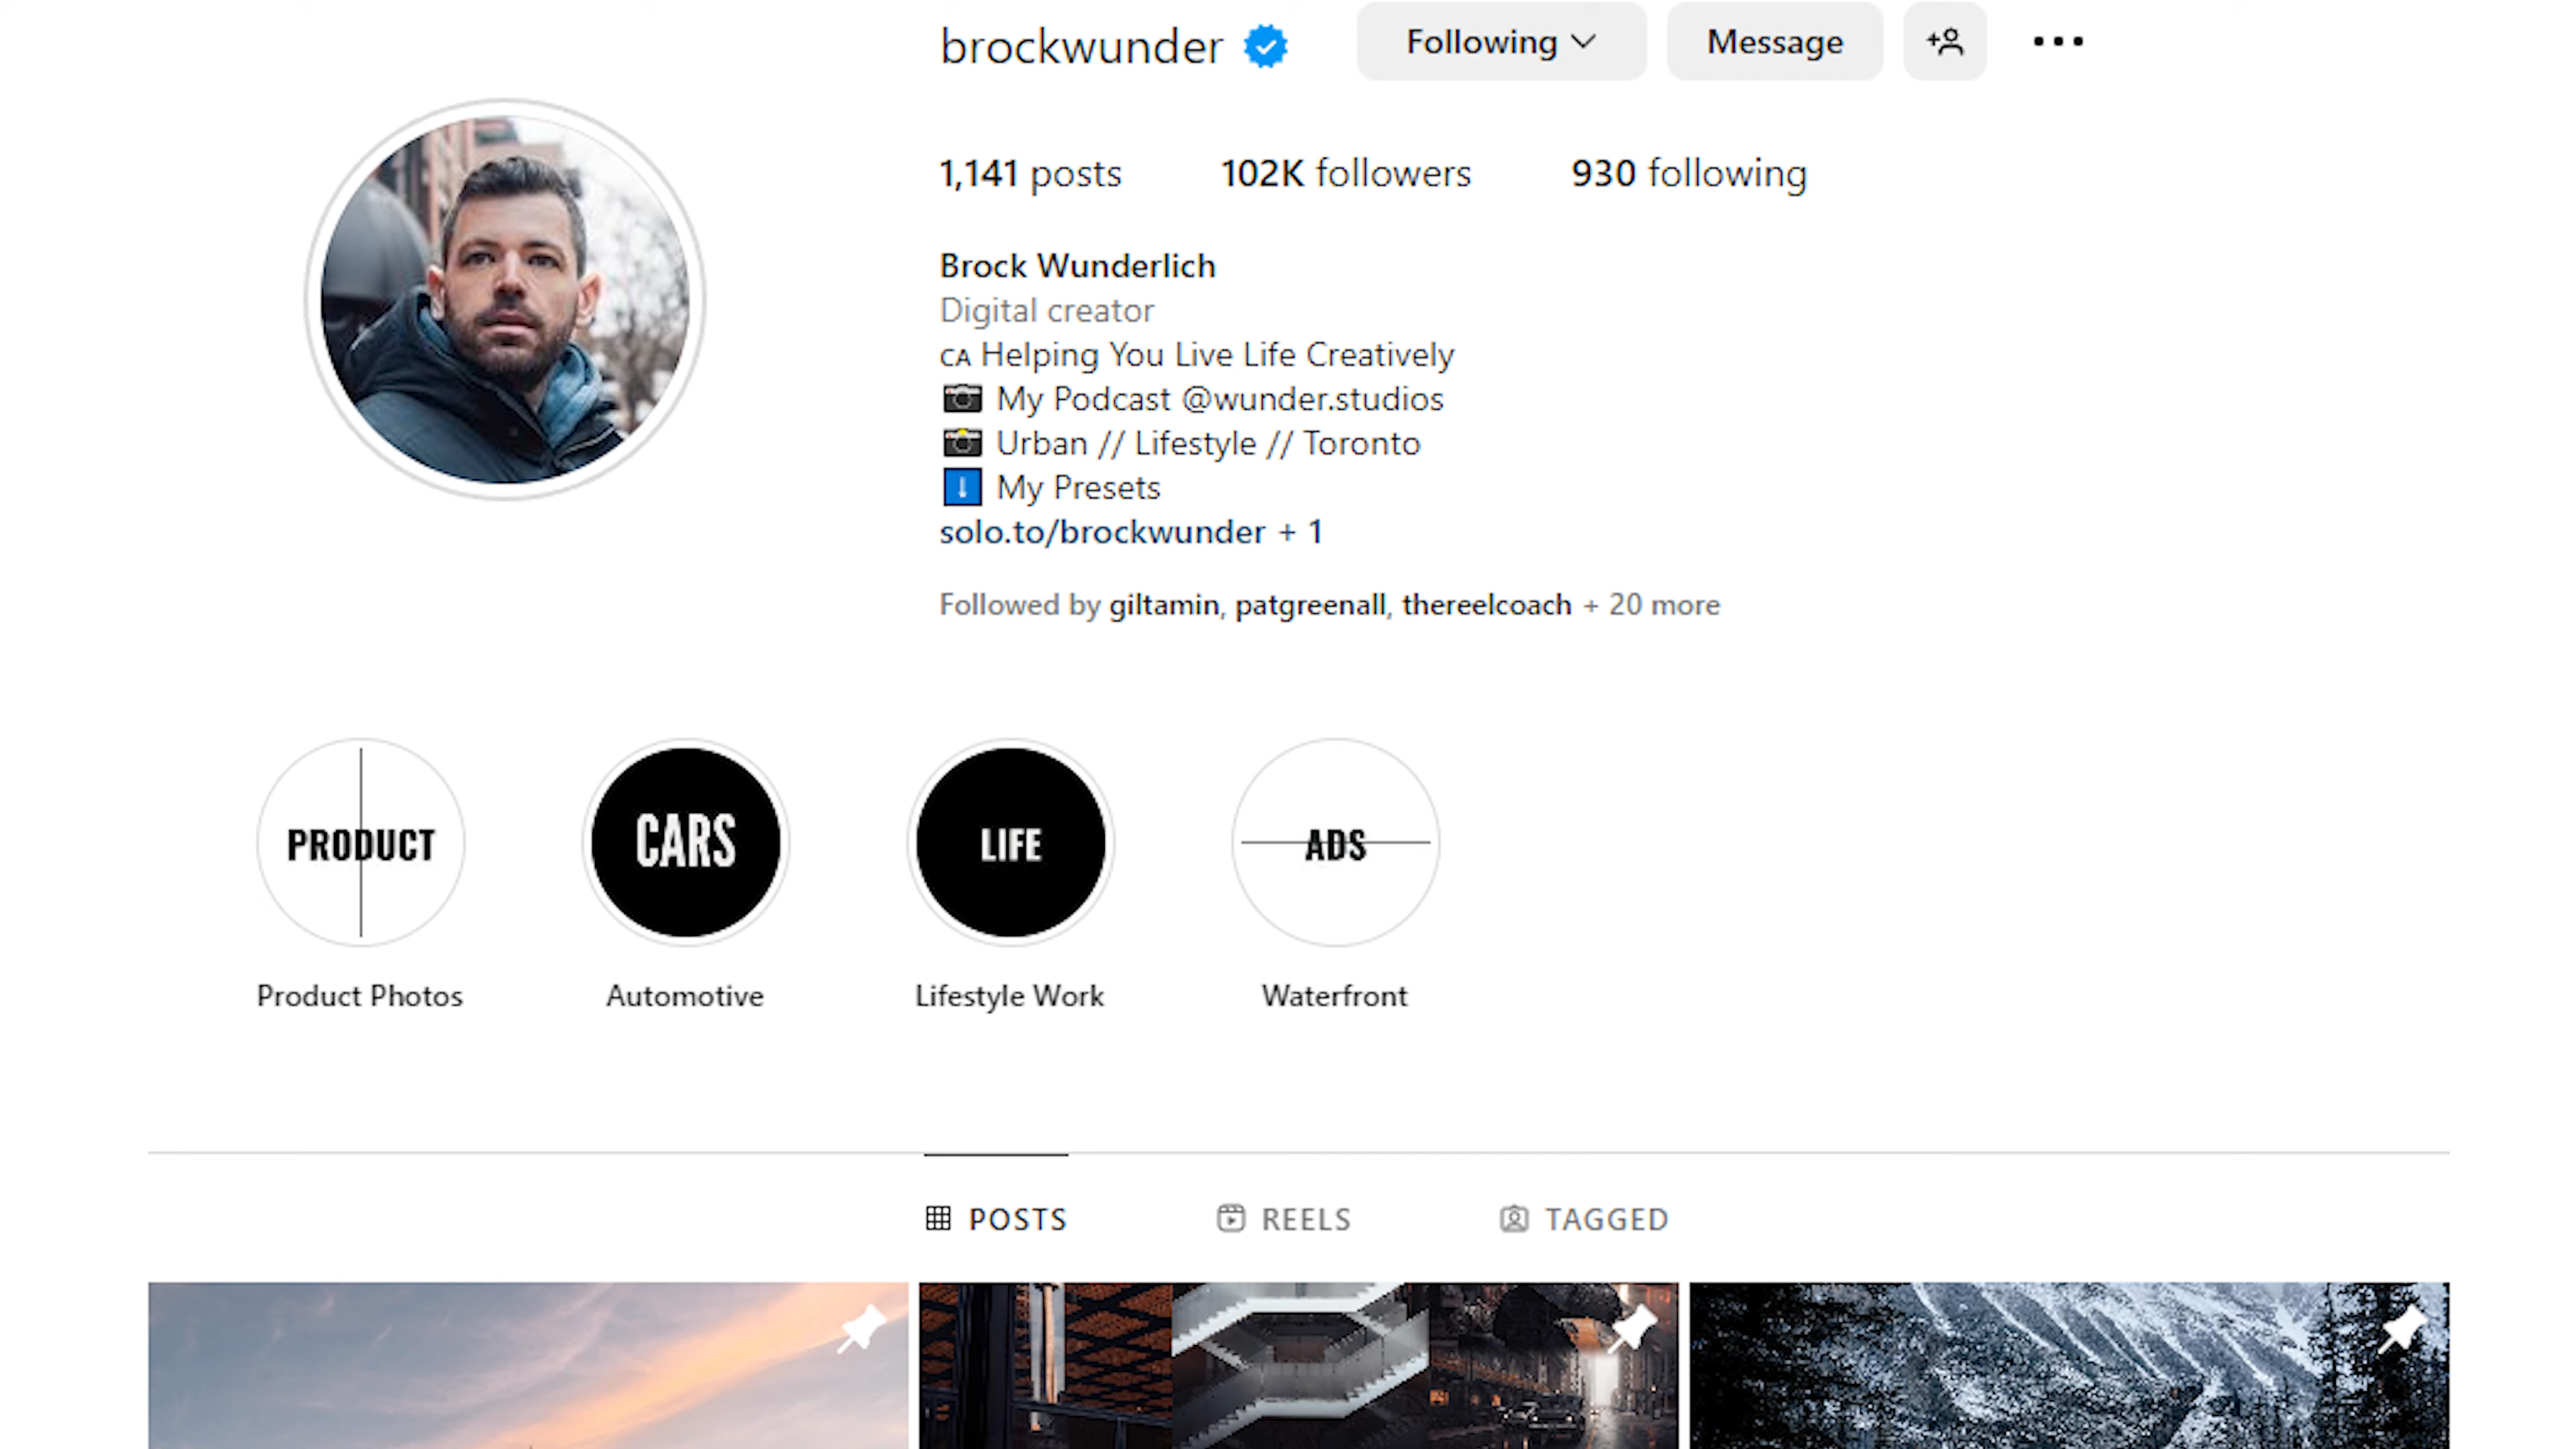 brockwunder
Following
Message
1,141 posts 102K followers 930 following
Brock Wunderlich
Digital creator
CA Helping You Live Life Creatively
My Podcast @wunder.studios
Urban // Lifestyle // Toronto
My Presets
solo.to/brockwunder + 1
Followed by giltamin, patgreenall, thereelcoach + 20 more
PRODUCT
CARS
LIFE
ADS
Product Photos
Automotive
Lifestyle Work
Waterfront
POSTS
REELS
TAGGED